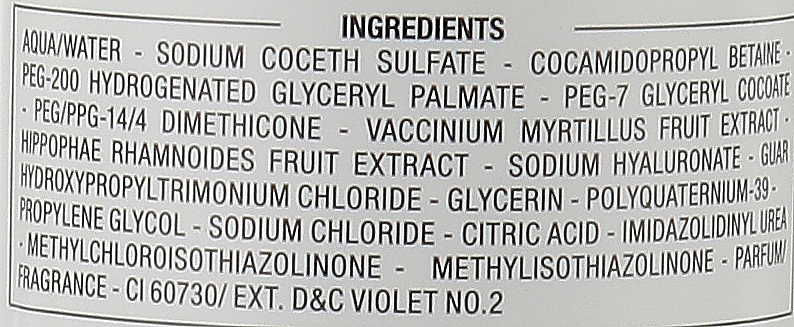 INGREDIENTS
AQUA/WATER - SODIUM COCETH SULFATE - COCAMIDOPROPYL BETAINE -
PEG-200 HYDROGENATED GLYCERYL PALMATE - PEG-7 GLYCERYL COCOATE
- PEG/PPG-14/4 DIMETHICONE - VACCINIUM MYRTILLUS FRUIT EXTRACT -
HIPPOPHAE RHAMNOIDES FRUIT EXTRACT - SODIUM HYALURONATE - GUAR
HYDROXYPROPYLTRIMONIUM CHLORIDE - GLYCERIN - POLYQUATERNIUM-39 -
PROPYLENE GLYCOL - SODIUM CHLORIDE - CITRIC ACID - IMIDAZOLIDINYL UREA
- METHYLCHLOROISOTHIAZOLINONE - METHYLISOTHIAZOLINONE - PARFUM/
FRAGRANCE - CI 60730/ EXT. D&C VIOLET NO.2